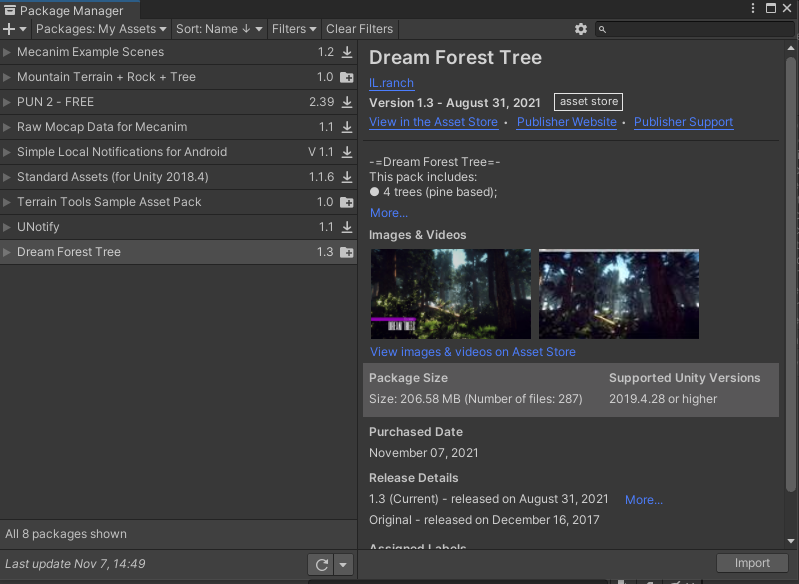 Package Manager
Packages: My Assets Sort: Name ↓ Filters Clear Filters
Mecanim Example Scenes 1.2
Mountain Terrain + Rock + Tree 1.0
PUN 2 - FREE 2.39
Raw Mocap Data for Mecanim 1.1
Simple Local Notifications for Android V 1.1
Standard Assets (for Unity 2018.4) 1.1.6
Terrain Tools Sample Asset Pack 1.0
UNotify 1.1
Dream Forest Tree 1.3
All 8 packages shown
Last update Nov 7, 14:49
Dream Forest Tree
IL.ranch
Version 1.3 - August 31, 2021 asset store
View in the Asset Store • Publisher Website • Publisher Support
-=Dream Forest Tree=-
This pack includes:
● 4 trees (pine based);
More...
Images & Videos
DREAM TREES
View images & videos on Asset Store
Package Size Supported Unity Versions
Size: 206.58 MB (Number of files: 287) 2019.4.28 or higher
Purchased Date
November 07, 2021
Release Details
1.3 (Current) - released on August 31, 2021 More...
Original - released on December 16, 2017
Assigned Labels
Import